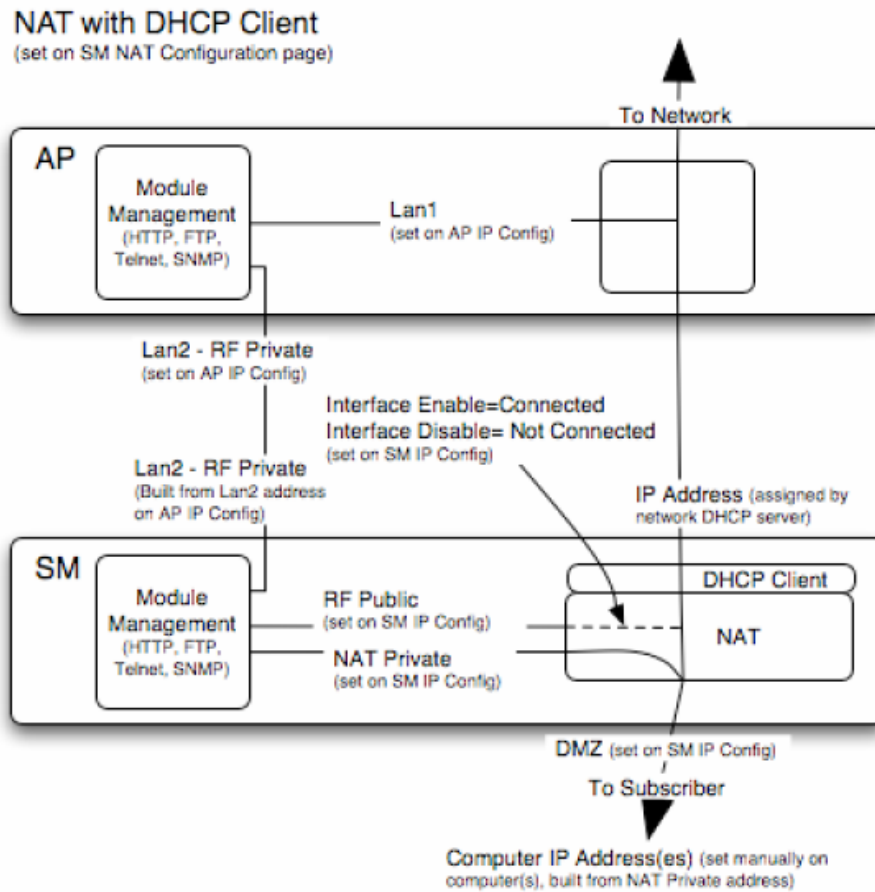 NAT with DHCP Client
(set on SM NAT Configuration page)
To Network
AP
Module
Management
(HTTP, FTP,
Telnet, SNMP)
Lan1
(set on AP IP Config)
Lan2 - RF Private
(set on AP IP Config)
Interface Enable=Connected
Interface Disable= Not Connected
(set on SM IP Config)
Lan2 - RF Private
(Built from Lan2 address
on AP IP Config)
IP Address (assigned by
network DHCP server)
SM
Module
Management
(HTTP, FTP,
Telnet, SNMP)
RF Public
(set on SM IP Config)
NAT Private
(set on SM IP Config)
DHCP Client
NAT
DMZ (set on SM IP Config)
To Subscriber
Computer IP Address(es) (set manually on
computer(s), built from NAT Private address)